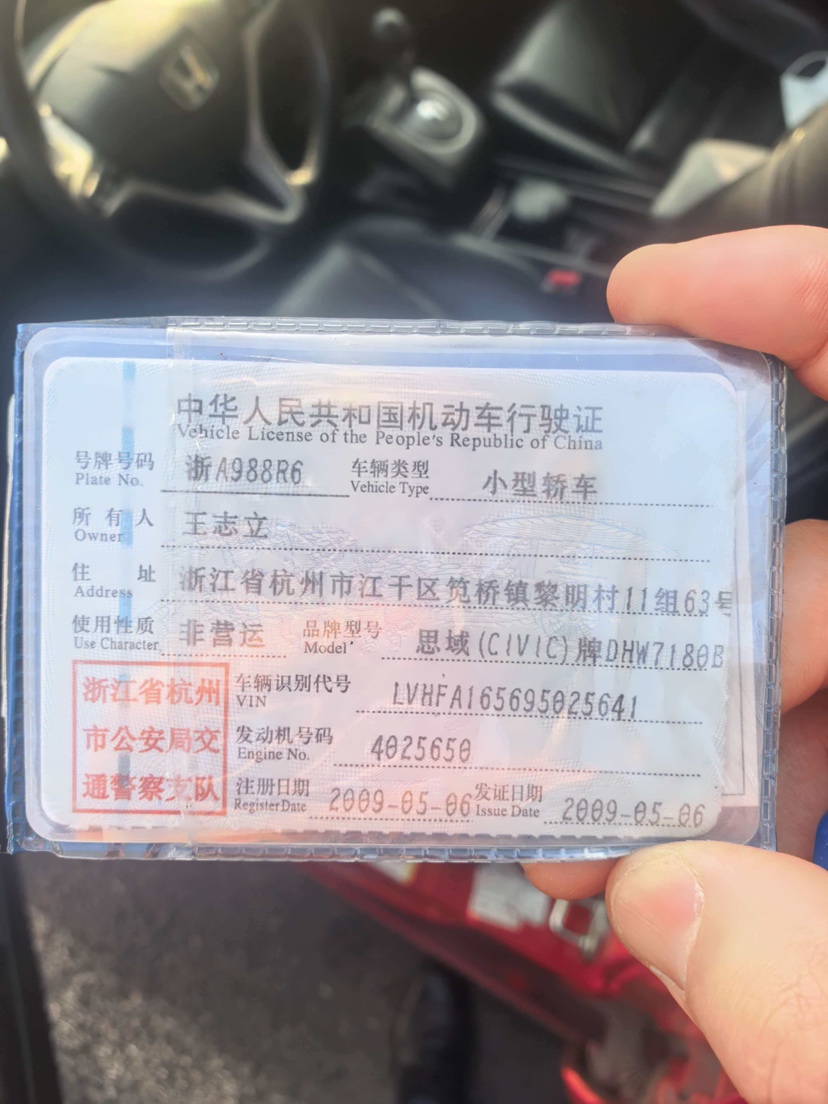 中华人民共和国机动车行驶证
Vehicle License of the People's Republic of China
号牌号码 浙A988R6 车辆类型 小型轿车
Plate No. Vehicle Type
所有人 王志立
Owner
住址 浙江省杭州市江干区笕桥镇黎明村11组63号
Address
使用性质 非营运 品牌型号 思域(CIVIC)牌DHW7180B
Use Character Model
车辆识别代号 LVHFA165695025641
VIN
发动机号码 4025650
Engine No.
注册日期 2009-05-06 发证日期 2009-05-06
Register Date Issue Date
浙江省杭州
市公安局交
通警察支队